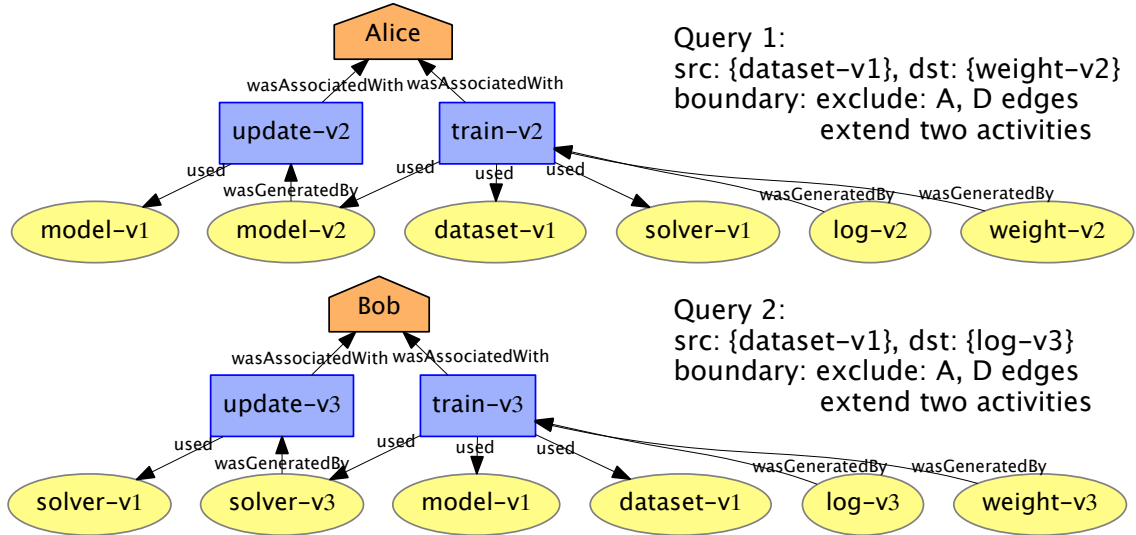 Alice
Query 1:
src: {dataset-v1}, dst: {weight-v2}
boundary: exclude: A, D edges
extend two activities
wasAssociatedWith wasAssociatedWith
update-v2 train-v2
used wasGeneratedBy used used used wasGeneratedBy wasGeneratedBy
model-v1 model-v2 dataset-v1 solver-v1 log-v2 weight-v2
Bob
Query 2:
src: {dataset-v1}, dst: {log-v3}
boundary: exclude: A, D edges
extend two activities
wasAssociatedWith wasAssociatedWith
update-v3 train-v3
used wasGeneratedBy used used used wasGeneratedBy wasGeneratedBy
solver-v1 solver-v3 model-v1 dataset-v1 log-v3 weight-v3